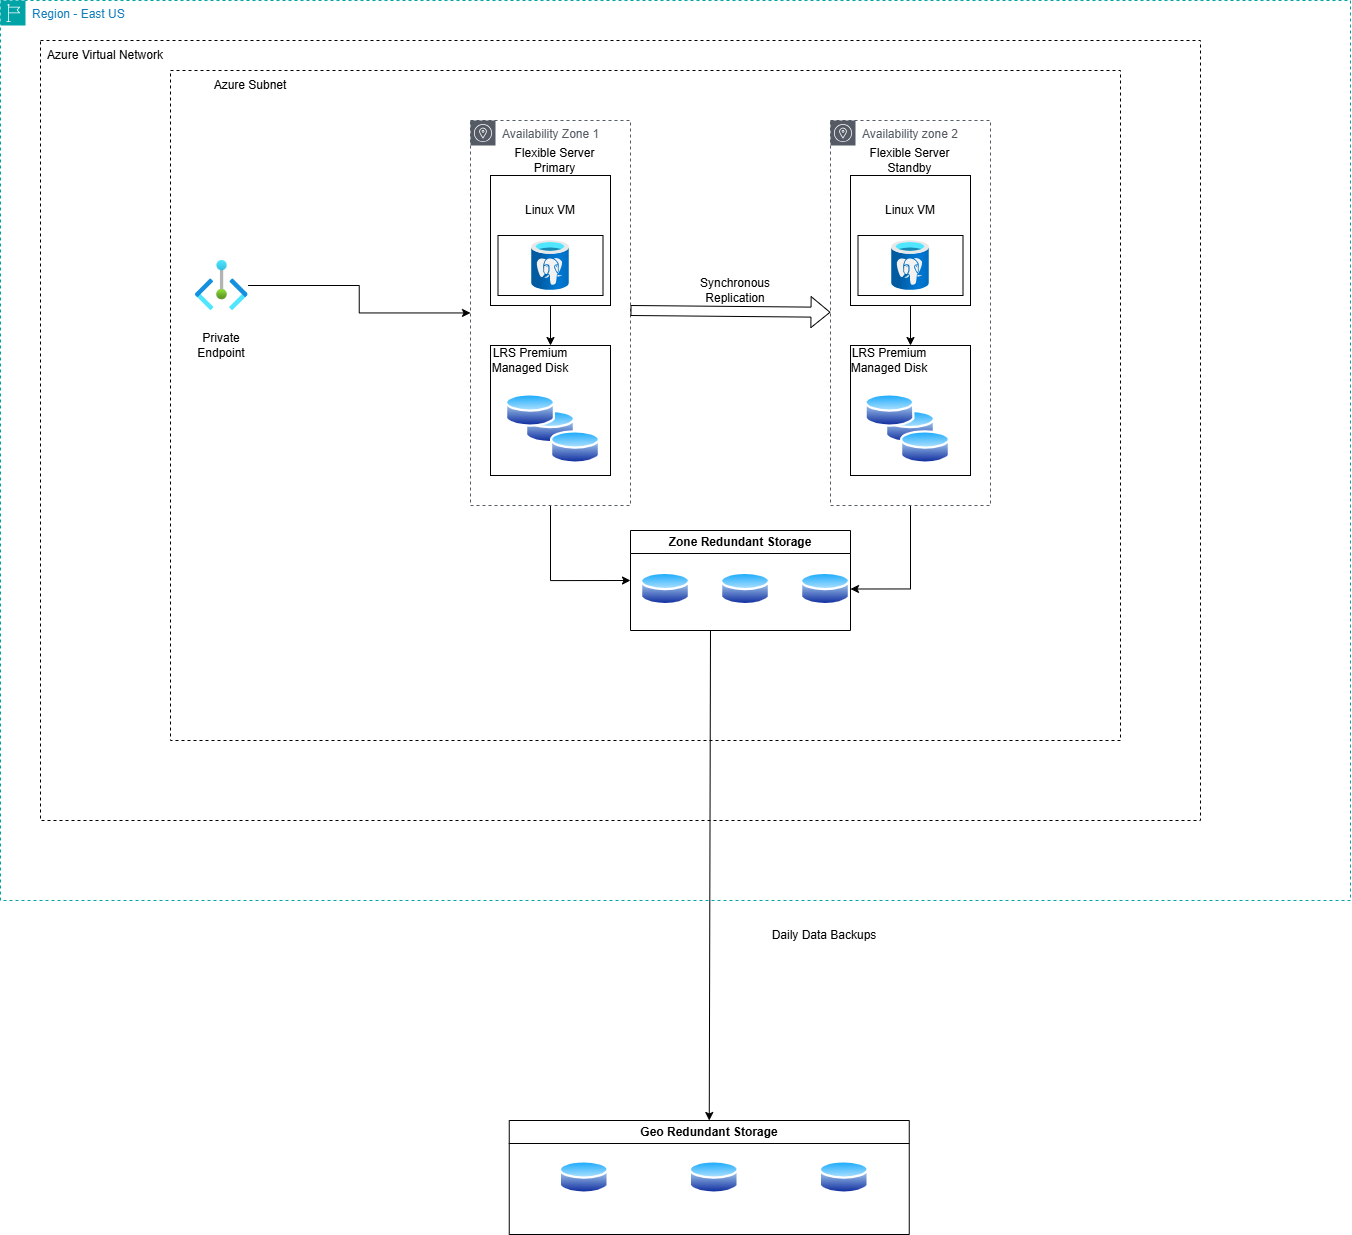 Region - East US
Azure Virtual Network
Azure Subnet
Availability Zone 1
Flexible Server
Primary
Linux VM
Availability zone 2
Flexible Server
Standby
Linux VM
Synchronous
Replication
Private
Endpoint
LRS Premium
Managed Disk
LRS Premium
Managed Disk
Zone Redundant Storage
Daily Data Backups
Geo Redundant Storage